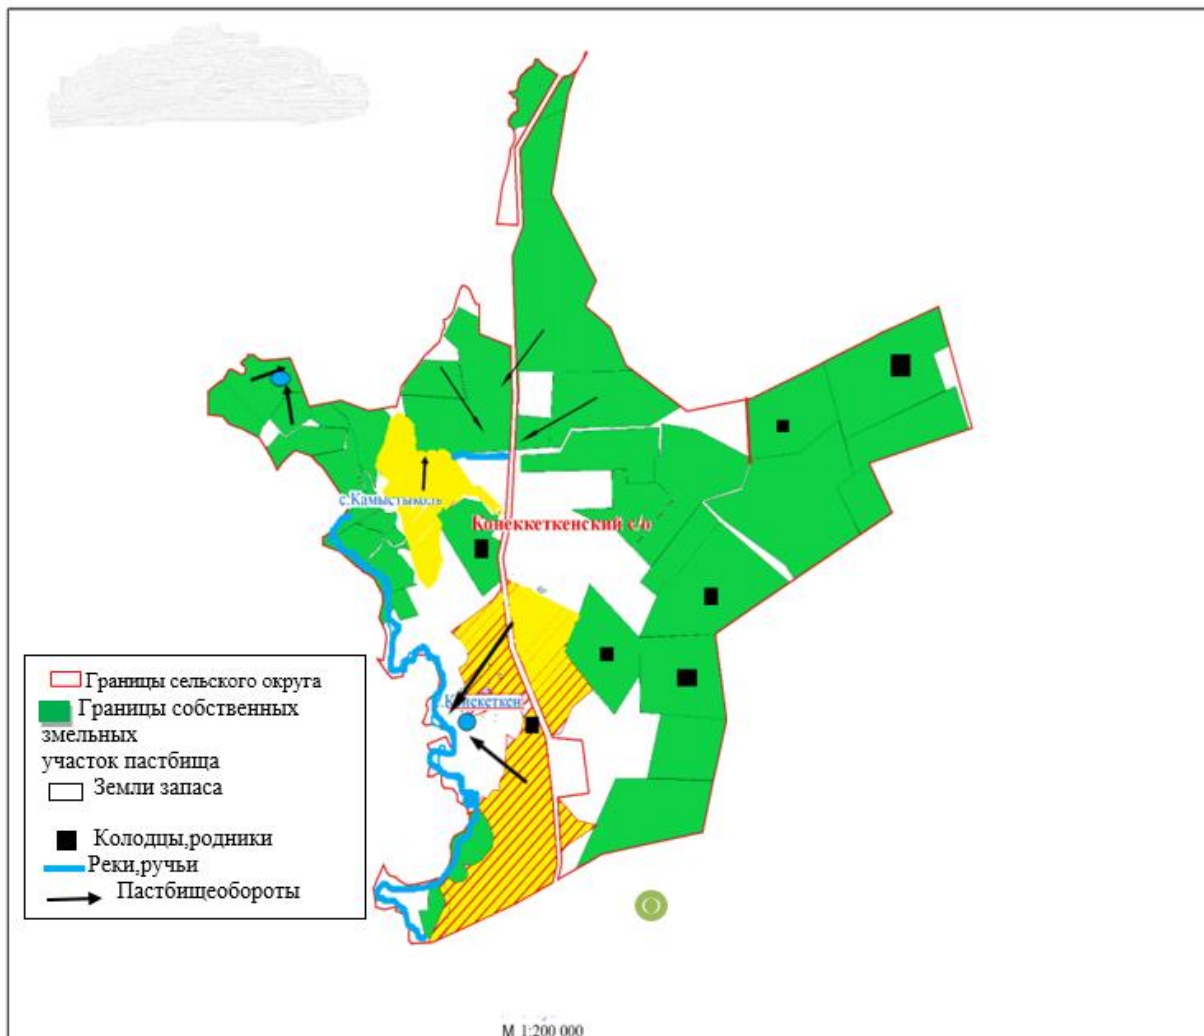 с.Камыстыколь
Конеккеткенский с/о
.Конекеткен
Границы сельского округа
Границы собственных
змельных
участок пастбища
Земли запаса
Колодцы,родники
Реки,ручьи
Пастбищеобороты
М 1:200 000